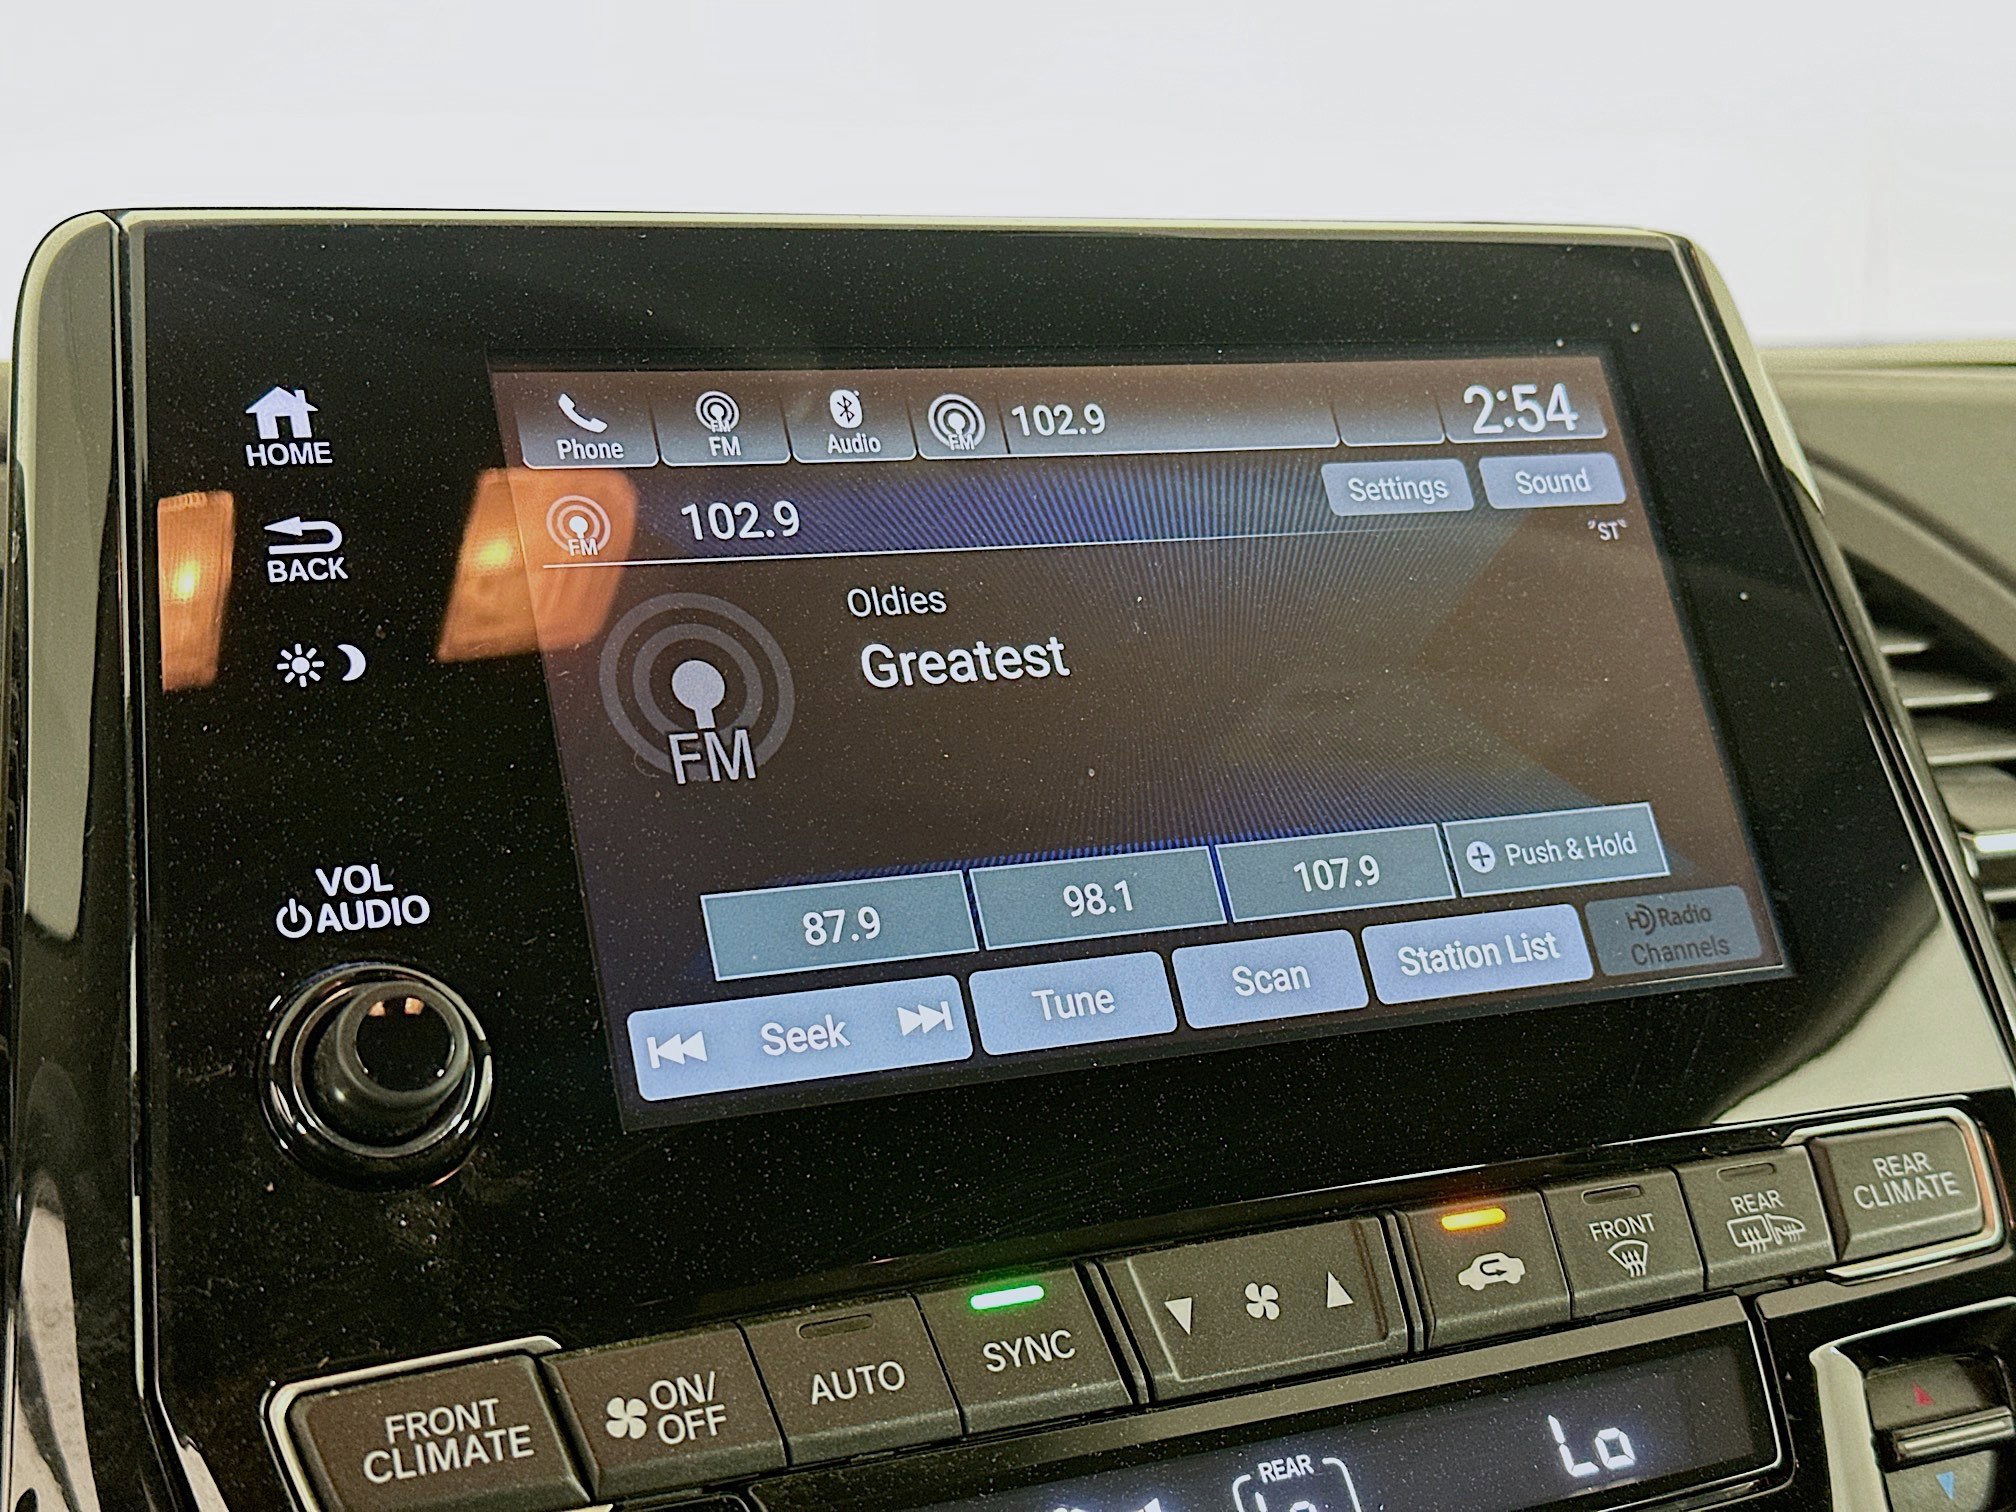 HOME
BACK
VOL
AUDIO
Phone
FM
FM
Audio
FM
102.9
2:54
FM
102.9
Settings
Sound
"ST"
Oldies
Greatest
FM
87.9
98.1
107.9
Push & Hold
Seek
Tune
Scan
Station List
HD Radio
Channels
FRONT
CLIMATE
ON/
OFF
AUTO
SYNC
FRONT
REAR
REAR
CLIMATE
REAR
Lo